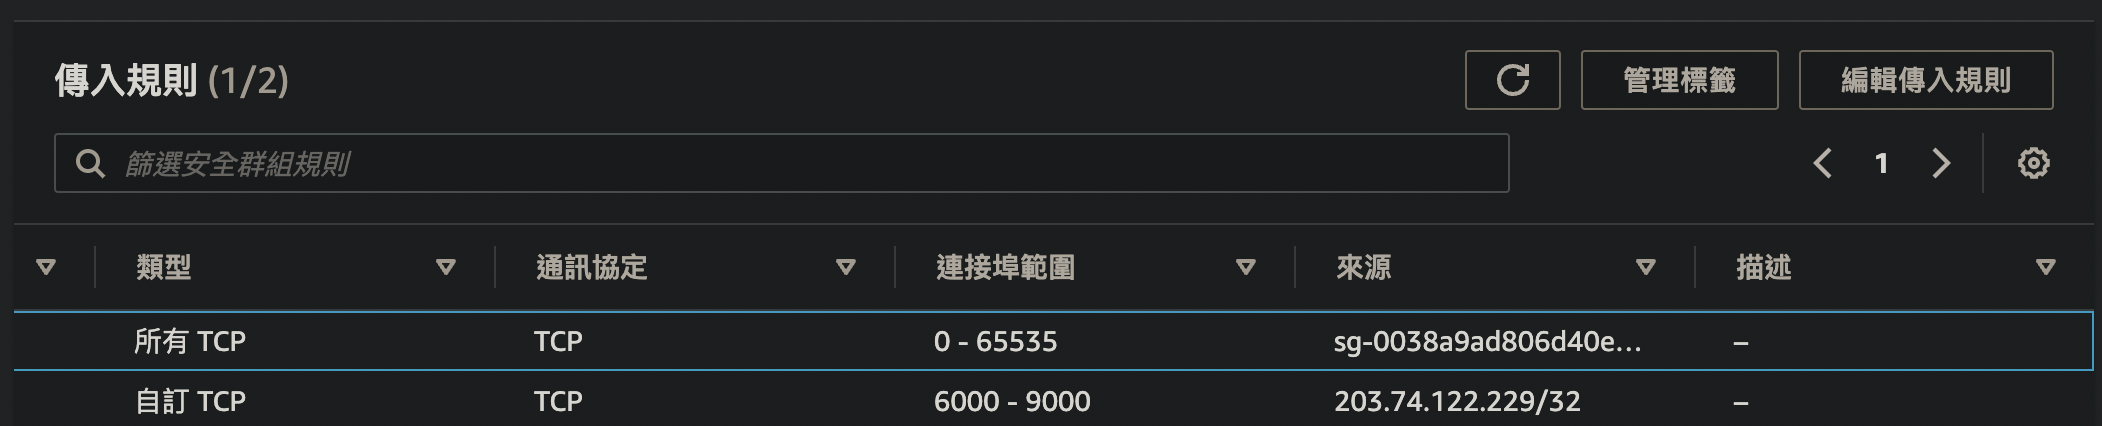 傳入規則 (1/2)
管理標籤
編輯傳入規則
篩選安全群組規則
1
類型 通訊協定 連接埠範圍 來源 描述
所有 TCP TCP 0 - 65535 sg-0038a9ad806d40e... –
自訂 TCP TCP 6000 - 9000 203.74.122.229/32 –